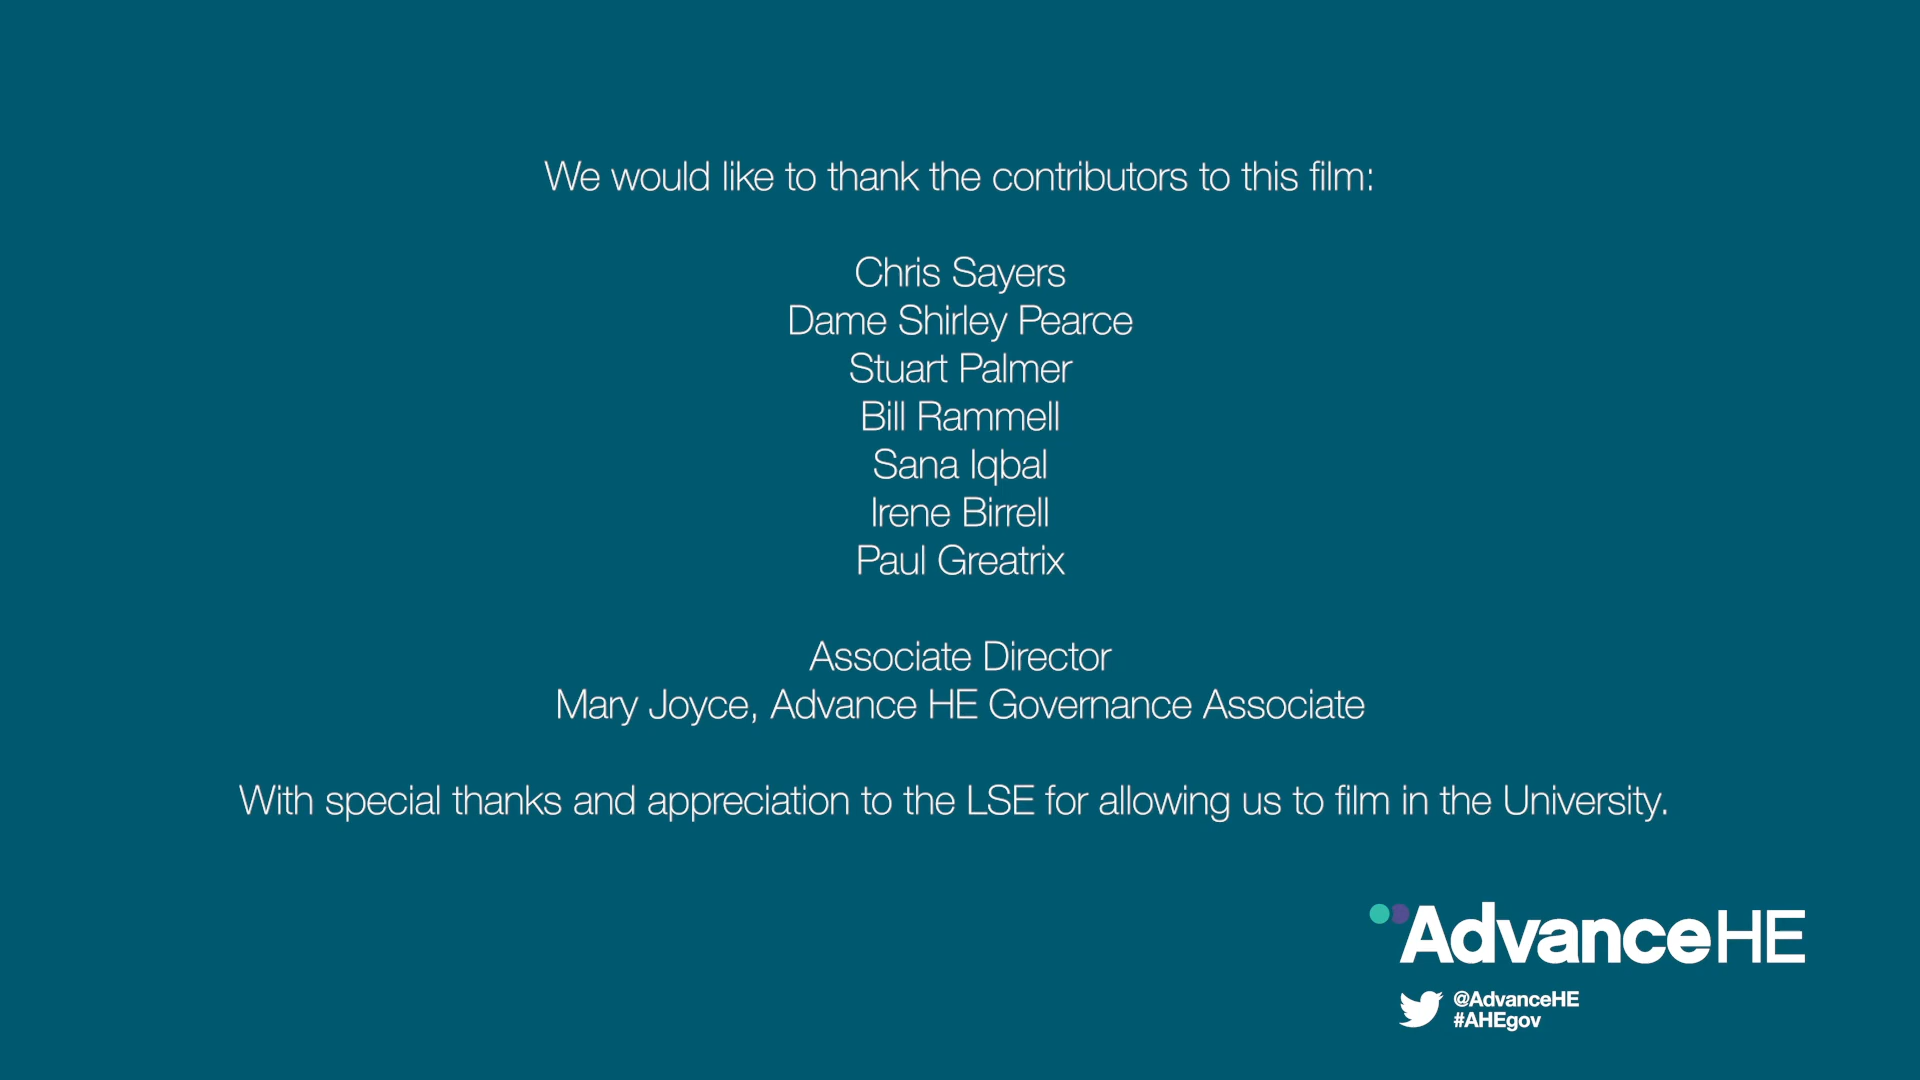 We would like to thank the contributors to this film:
Chris Sayers
Dame Shirley Pearce
Stuart Palmer
Bill Rammell
Sana Iqbal
Irene Birrell
Paul Greatrix
Associate Director
Mary Joyce, Advance HE Governance Associate
With special thanks and appreciation to the LSE for allowing us to film in the University.
AdvanceHE
@AdvanceHE
#AHEgov